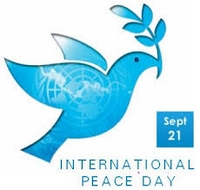 Sept
21
INTERNATIONAL
PEACE DAY